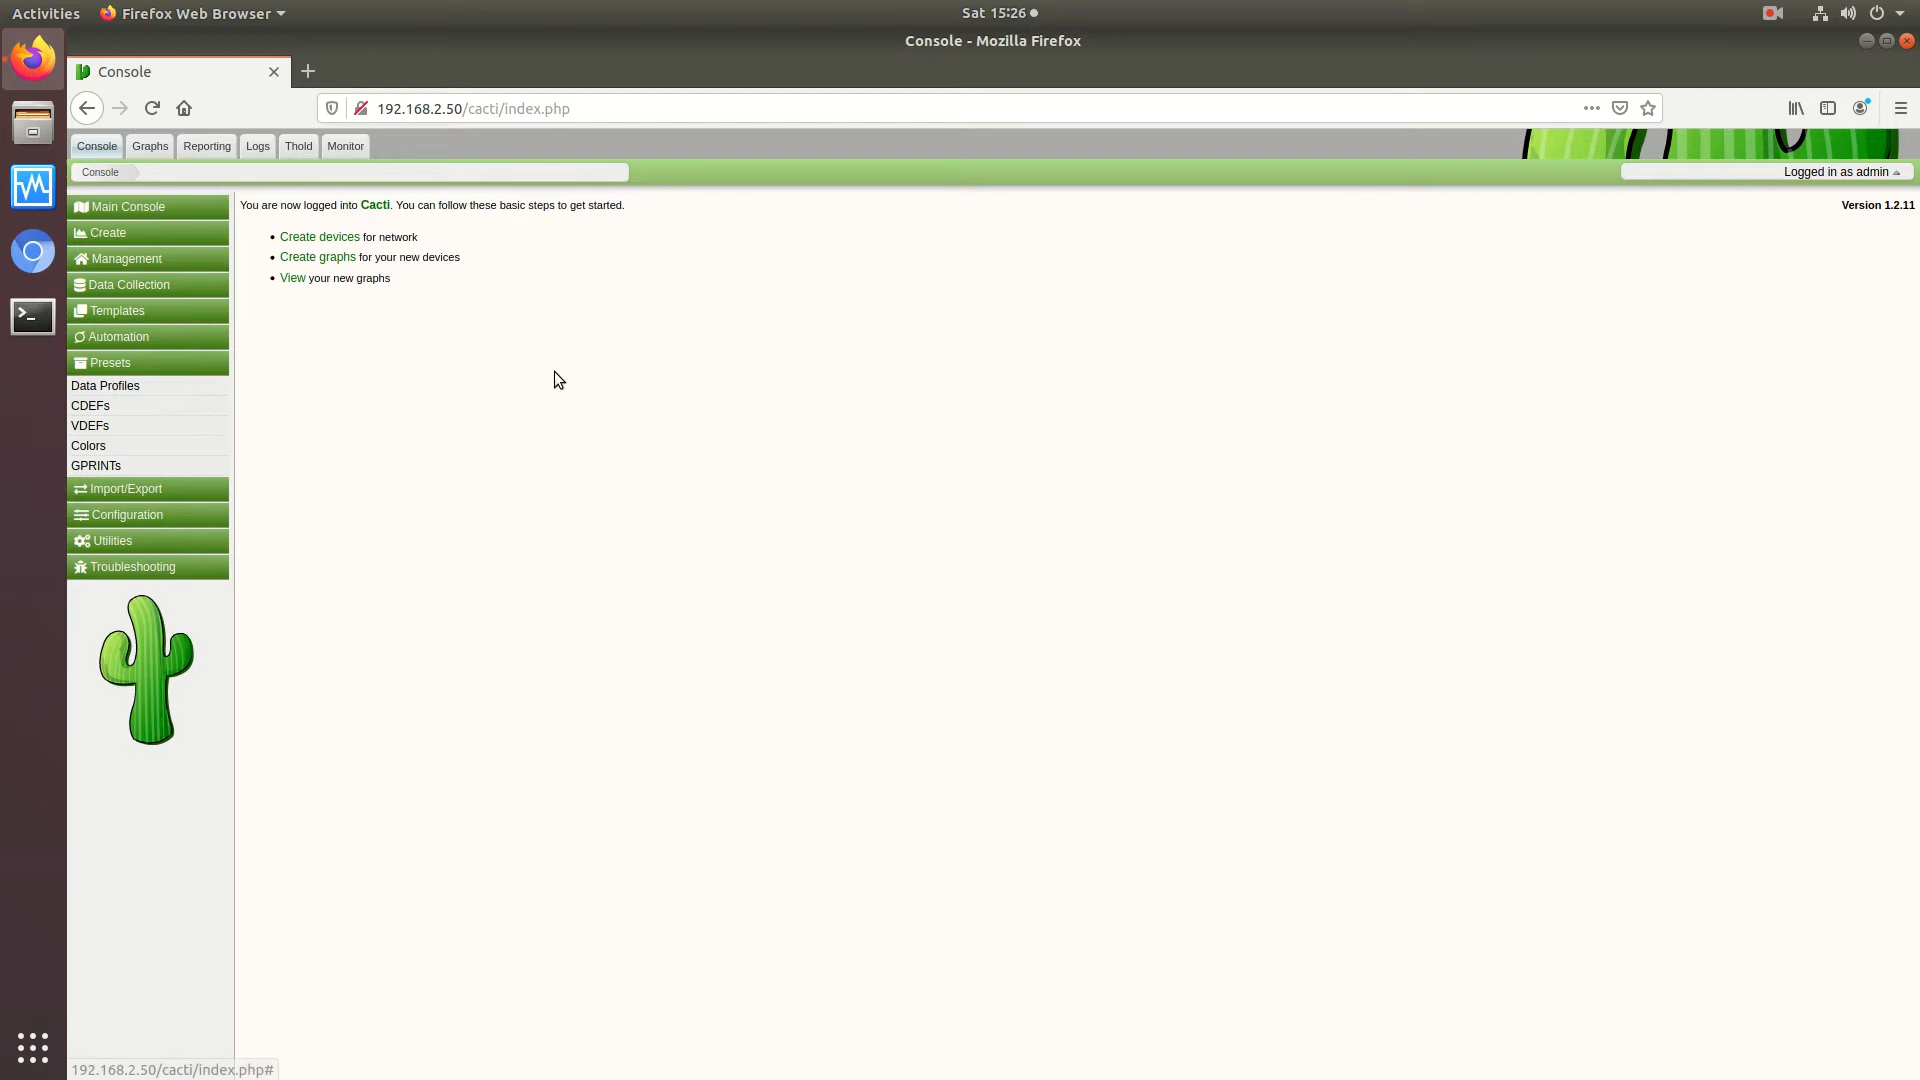 Activities Firefox Web Browser Sat 15:26
Console - Mozilla Firefox
Console
192.168.2.50/cacti/index.php
Console Graphs Reporting Logs Thold Monitor
Console Logged in as admin
Main Console
Create
Management
Data Collection
Templates
Automation
Presets
Data Profiles
CDEFs
VDEFs
Colors
GPRINTs
Import/Export
Configuration
Utilities
Troubleshooting
You are now logged into Cacti. You can follow these basic steps to get started. Version 1.2.11
Create devices for network
Create graphs for your new devices
View your new graphs
192.168.2.50/cacti/index.php#